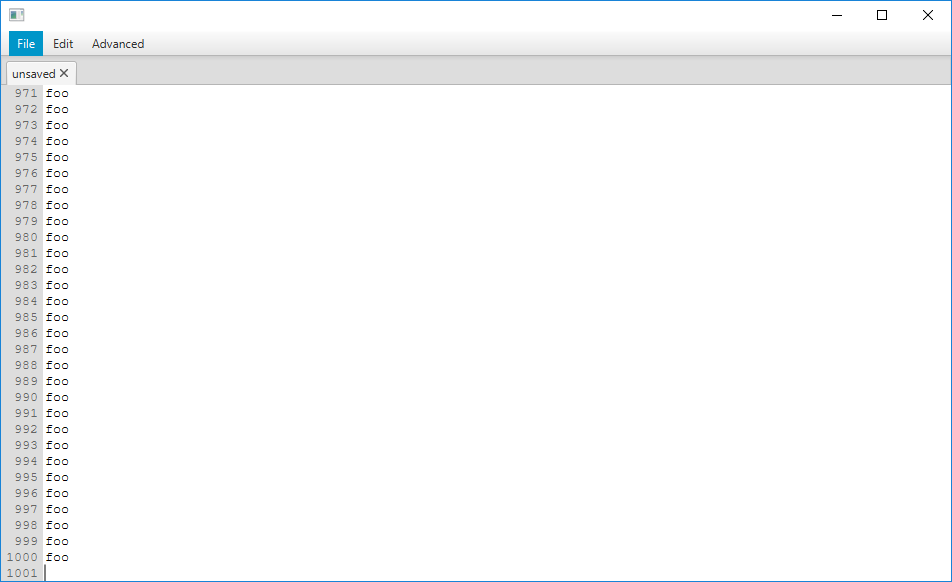 File Edit Advanced
unsaved
971 foo
972 foo
973 foo
974 foo
975 foo
976 foo
977 foo
978 foo
979 foo
980 foo
981 foo
982 foo
983 foo
984 foo
985 foo
986 foo
987 foo
988 foo
989 foo
990 foo
991 foo
992 foo
993 foo
994 foo
995 foo
996 foo
997 foo
998 foo
999 foo
1000 foo
1001